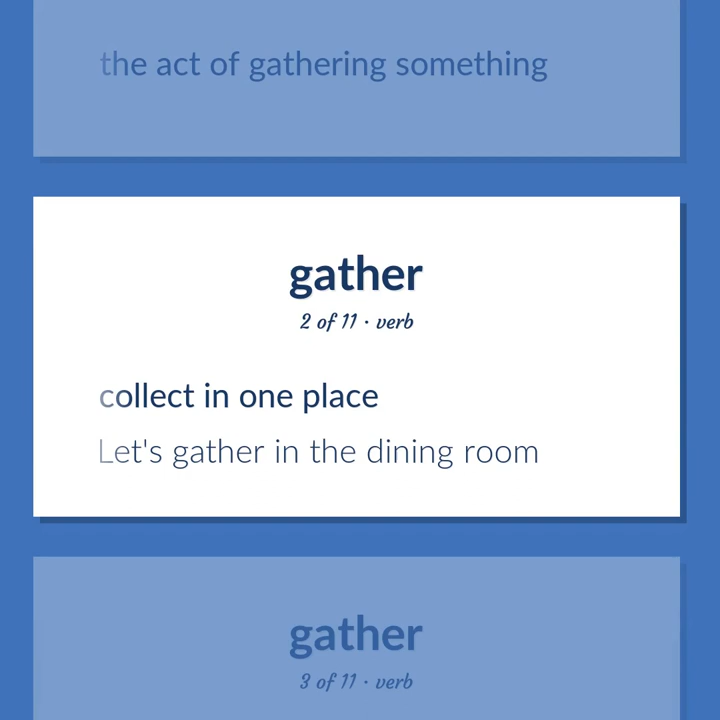 the act of gathering something
gather
2 of 11 · verb
collect in one place
Let's gather in the dining room
gather
3 of 11 · verb